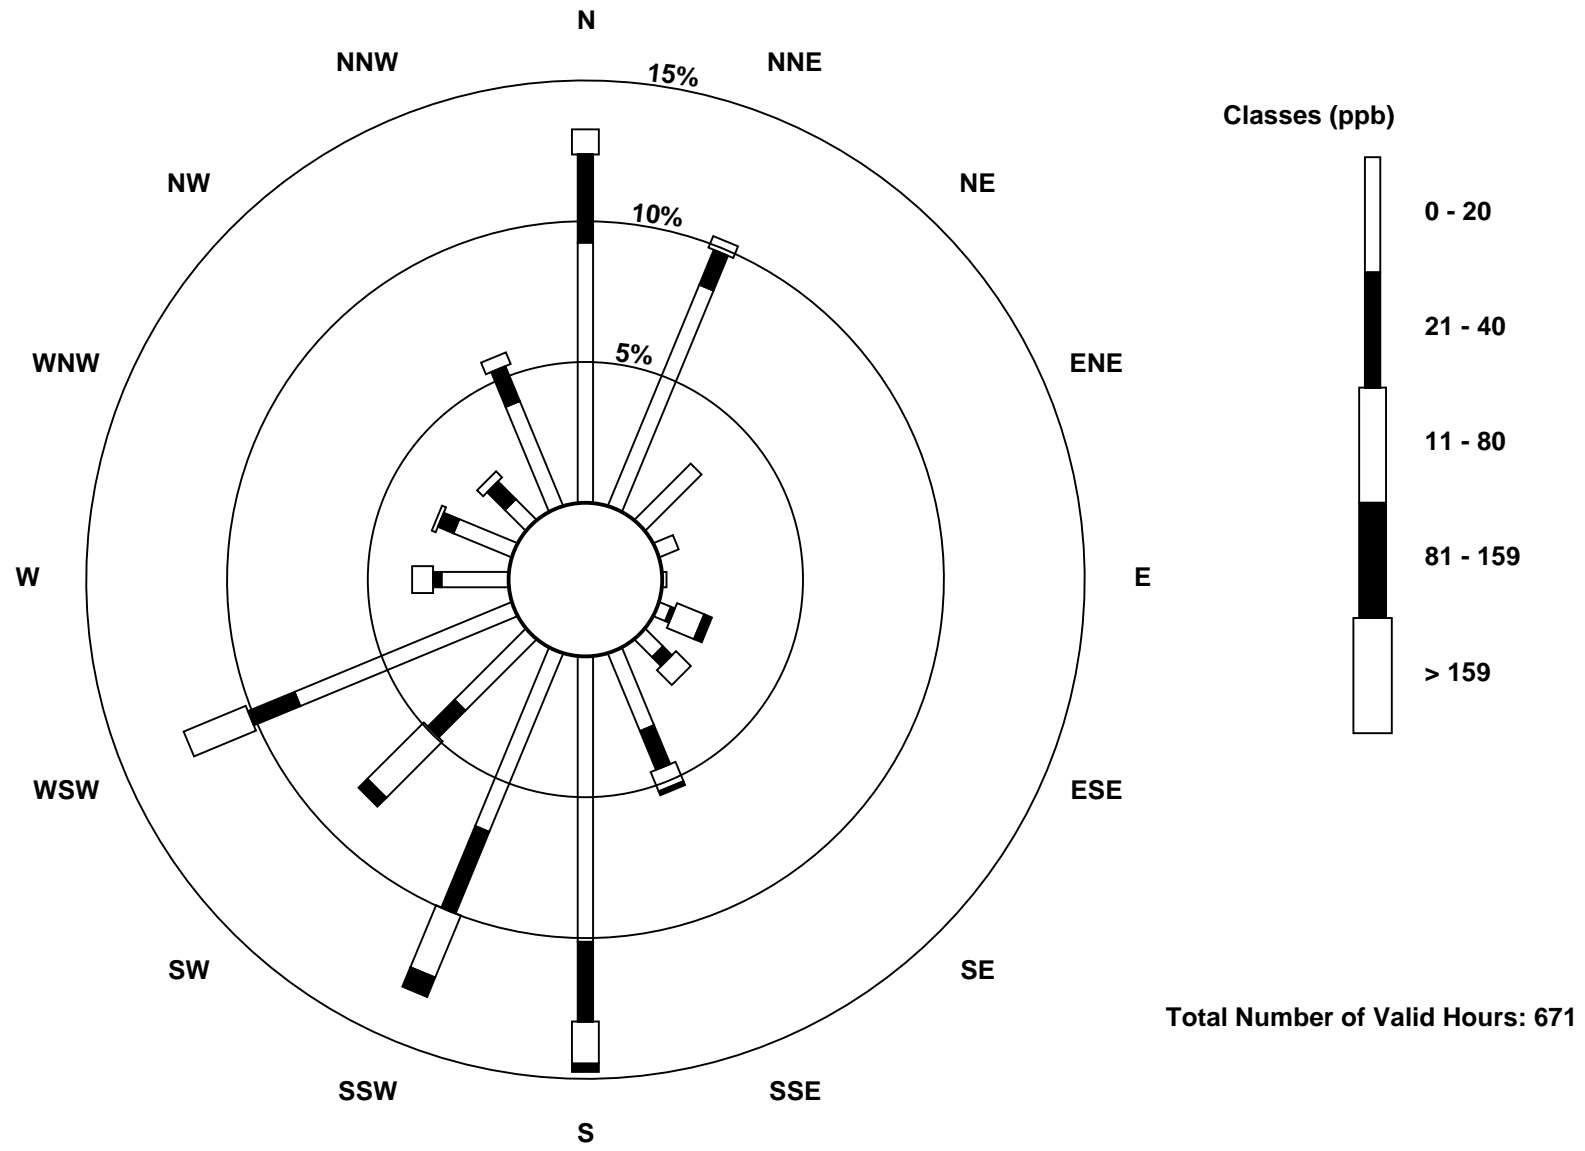 N
NNW
NNE
15%
Classes (ppb)
NW
NE
0 - 20
10%
21 - 40
5%
WNW
ENE
11 - 80
81 - 159
W
E
> 159
WSW
ESE
SW
SE
Total Number of Valid Hours: 671
SSW
SSE
S